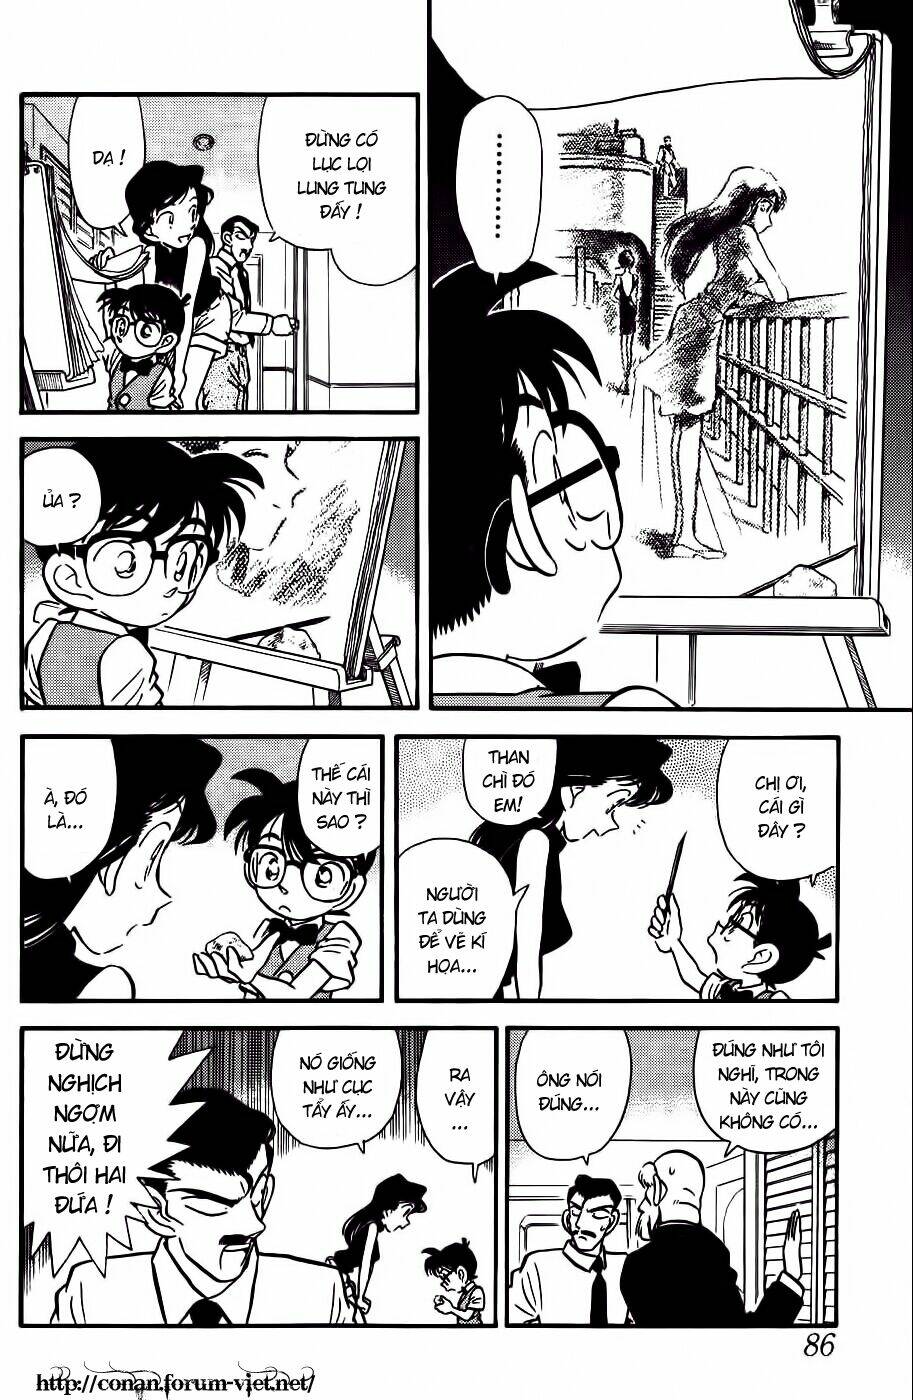 .........
ĐỪNG CÓ
LỤC LỌI
LUNG TUNG
ĐẤY !
DẠ !
ỦA ?
CHỊ ƠI,
CÁI GÌ
ĐÂY ?
THAN
CHÌ ĐÓ
EM!
NGƯỜI
TA DÙNG
ĐỂ VẼ KÍ
HỌA...
THẾ CÁI
NÀY THÌ
SAO ?
À, ĐÓ
LÀ...
ĐÚNG NHƯ TÔI
NGHĨ, TRONG
NÀY CŨNG
KHÔNG CÓ...
ÔNG NÓI
ĐÚNG...
RA
VẬY
...
NÓ GIỐNG
NHƯ CỤC
TẨY ẤY...
ĐỪNG
NGHỊCH
NGỢM
NỮA, ĐI
THÔI HAI
ĐỨA !
86
http://conan.forum-viet.net/